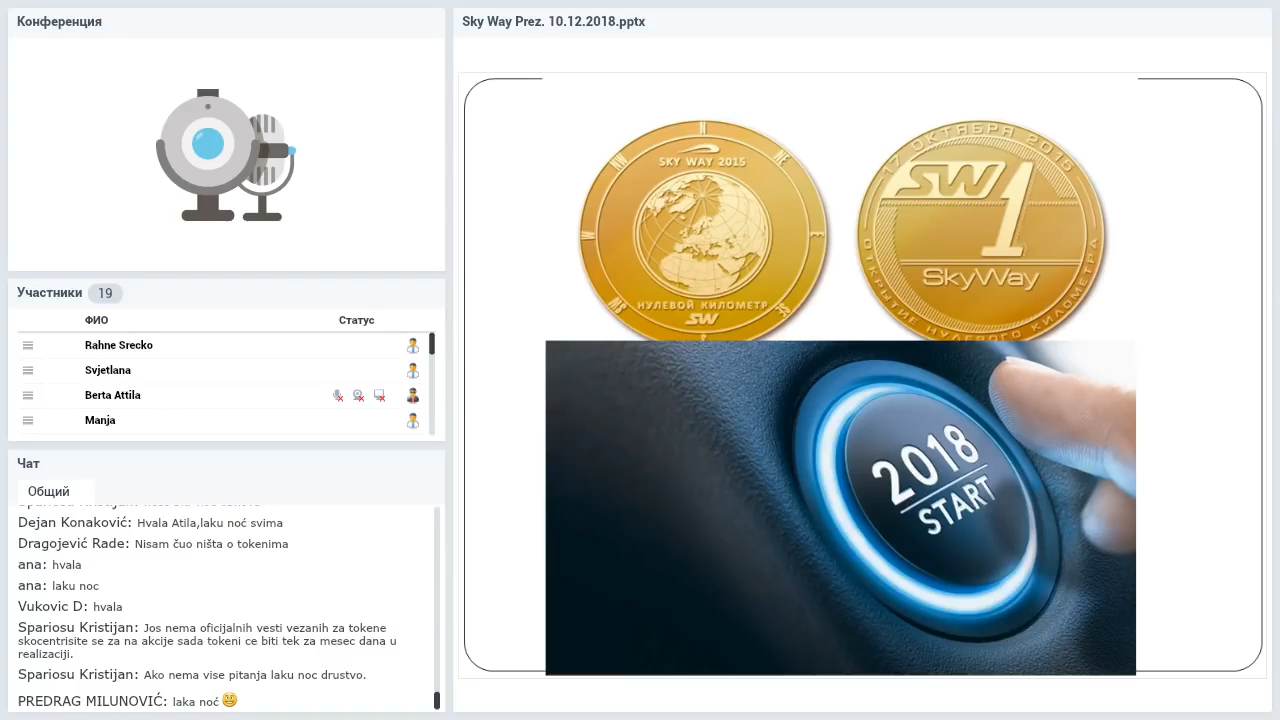 Конференция
Sky Way Prez. 10.12.2018.pptx
N
NE
NW
SKY WAY 2015
W
E
SW
SE
НУЛЕВОЙ КИЛОМЕТР
SW
17 ОКТЯБРЯ 2015
SW
1
SkyWay
ОТКРЫТИЕ НУЛЕВОГО КИЛОМЕТРА
2018
START
Участники 19
ФИО Статус
Rahne Srecko
Svjetlana
Berta Attila
Manja
Чат
Общий
Dejan Konaković: Hvala Atila,laku noć svima
Dragojević Rade: Nisam čuo ništa o tokenima
ana: hvala
ana: laku noc
Vukovic D: hvala
Spariosu Kristijan: Jos nema oficijalnih vesti vezanih za tokene
skocentrisite se za na akcije sada tokeni ce biti tek za mesec dana u
realizaciji.
Spariosu Kristijan: Ako nema vise pitanja laku noc drustvo.
PREDRAG MILUNOVIĆ: laka noć